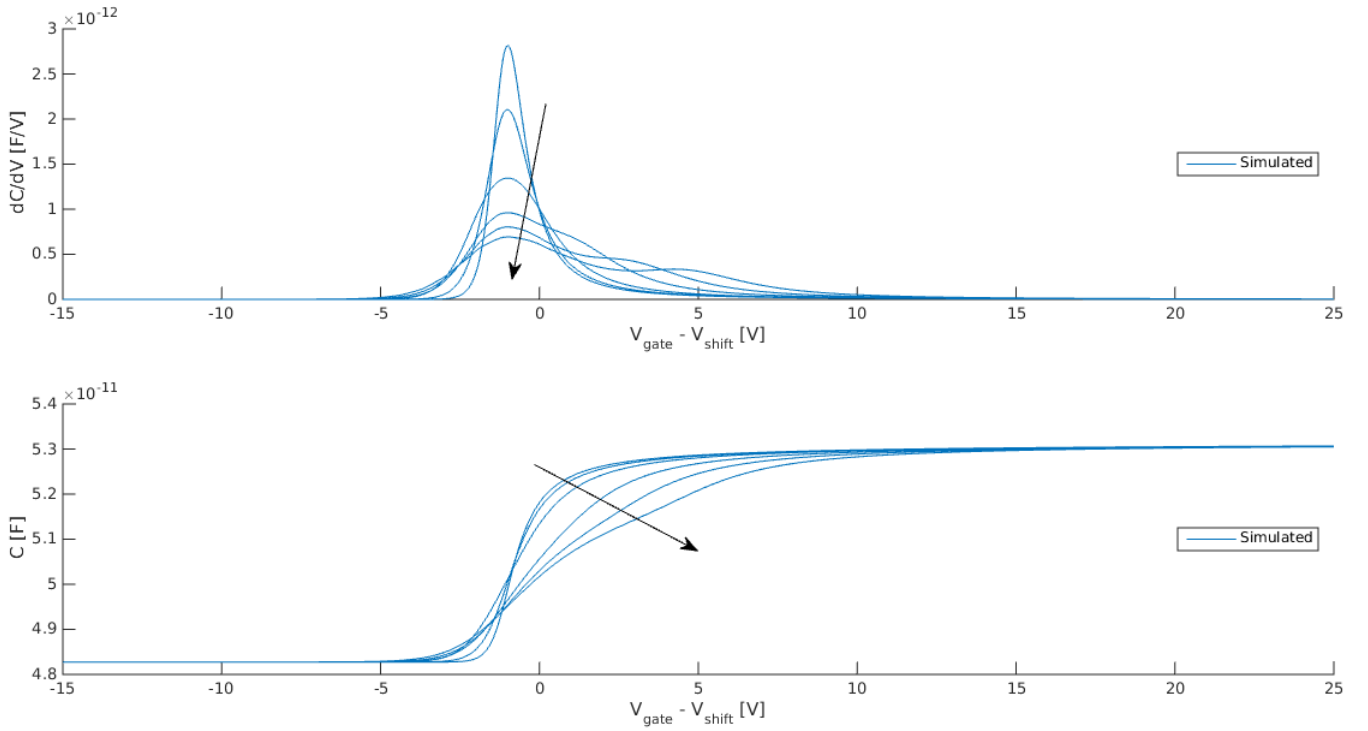 ×10⁻¹²
3
2.5
2
1.5
1
0.5
0
dC/dV [F/V]
Simulated
-15 -10 -5 0 5 10 15 20 25
V_gate - V_shift [V]
×10⁻¹¹
5.4
5.3
5.2
5.1
5
4.9
4.8
C [F]
Simulated
-15 -10 -5 0 5 10 15 20 25
V_gate - V_shift [V]